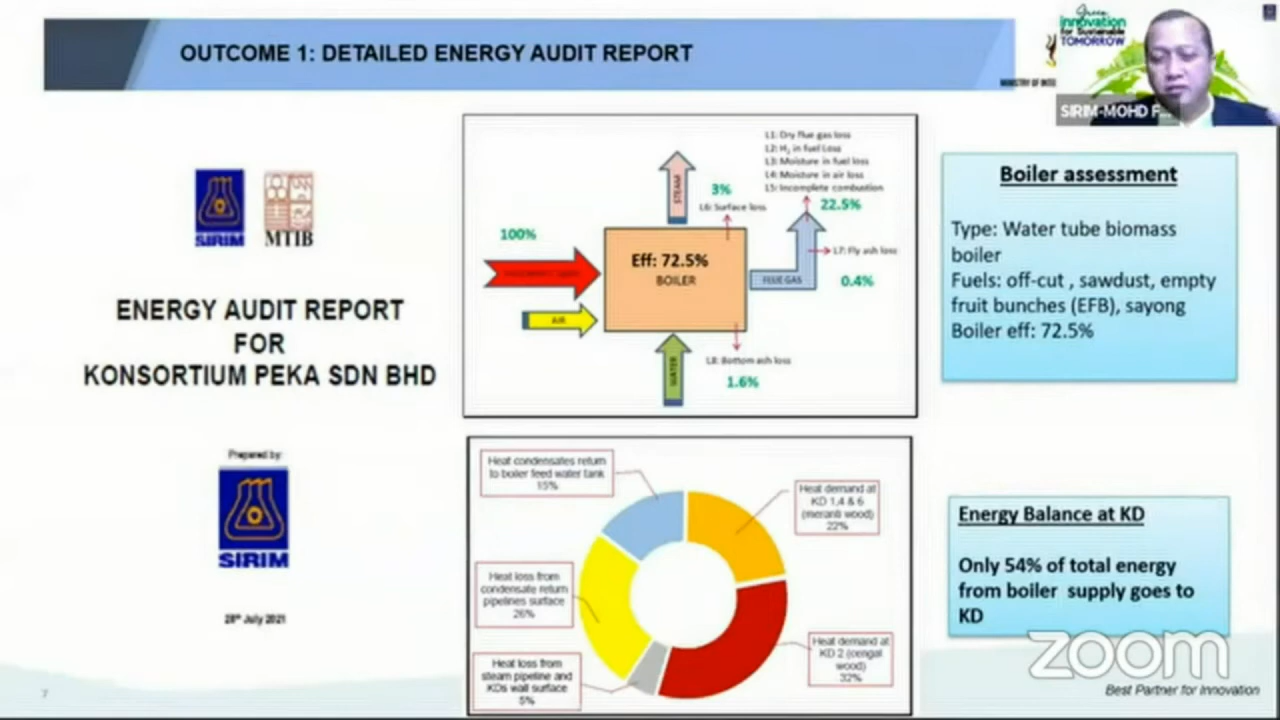 OUTCOME 1: DETAILED ENERGY AUDIT REPORT
Green
innovation
for Sustainable
TOMORROW
MINISTRY OF INTE
SIRIM-MOHD F...
SIRIM
MTIB
ENERGY AUDIT REPORT
FOR
KONSORTIUM PEKA SDN BHD
Prepared by:
SIRIM
28th July 2021
7
L1: Dry flue gas loss
L2: H2 in fuel Loss
L3: Moisture in fuel loss
L4: Moisture in air loss
L5: Incomplete combustion
22.5%
STEAM
3%
L6: Surface loss
100%
Eff: 72.5%
BOILER
FLUE GAS
L7: Fly ash loss
0.4%
AIR
WATER
L8: Bottom ash loss
1.6%
Heat condensates return
to boiler feed water tank
15%
Heat demand at
KD 1,4 & 6
(meranti wood)
22%
Heat loss from
condensate return
pipelines surface
26%
Heat demand at
KD 2 (cengal
wood)
32%
Heat loss from
steam pipeline and
KDs wall surface
5%
Boiler assessment
Type: Water tube biomass
boiler
Fuels: off-cut , sawdust, empty
fruit bunches (EFB), sayong
Boiler eff: 72.5%
Energy Balance at KD
Only 54% of total energy
from boiler supply goes to
KD
zoom
Best Partner for Innovation